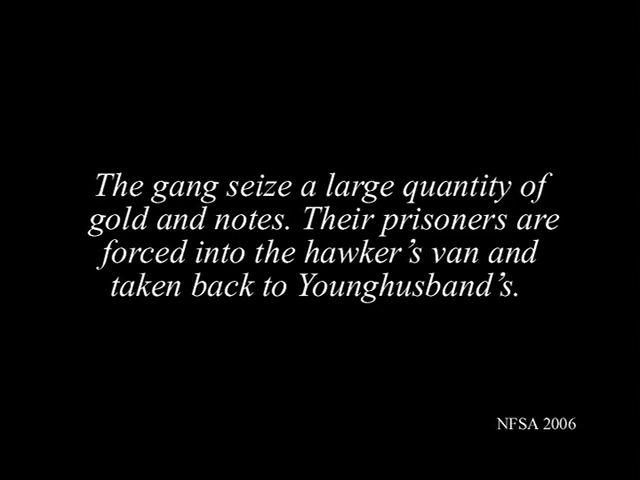 The gang seize a large quantity of
gold and notes. Their prisoners are
forced into the hawker's van and
taken back to Younghusband's.
NFSA 2006